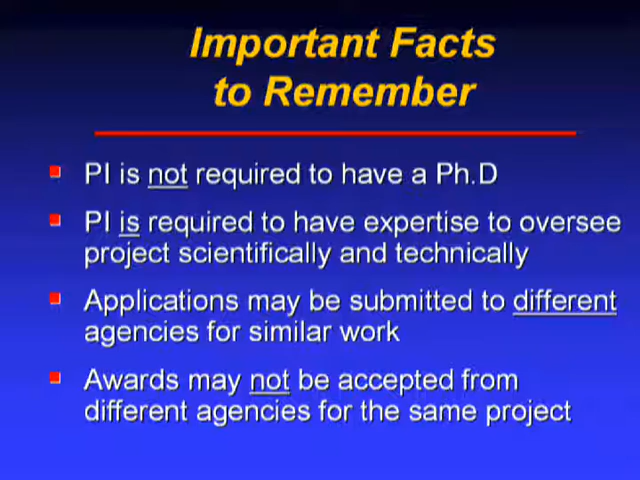 Important Facts
to Remember
PI is not required to have a Ph.D
PI is required to have expertise to oversee
project scientifically and technically
Applications may be submitted to different
agencies for similar work
Awards may not be accepted from
different agencies for the same project